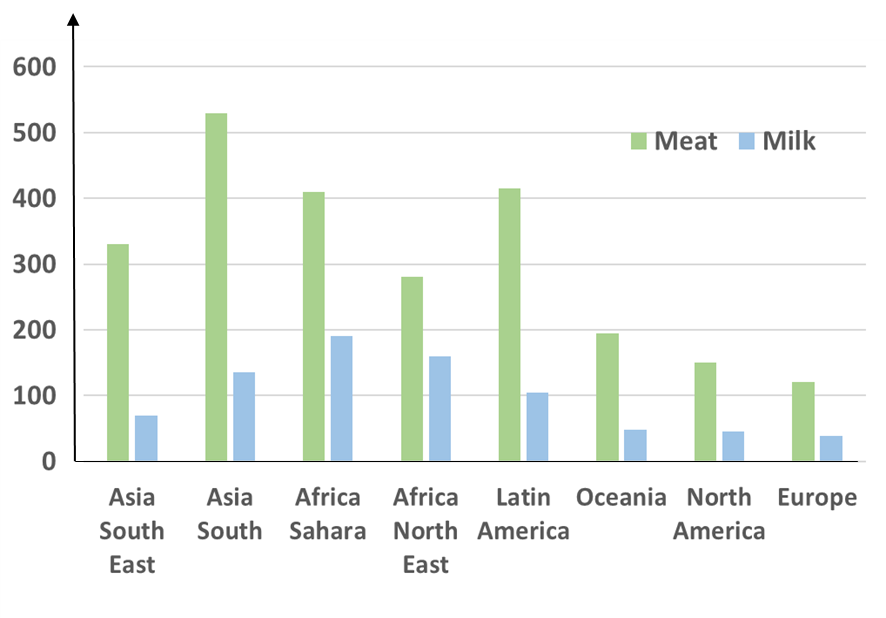 600
500
Meat Milk
400
300
200
100
0
Asia South East
Asia South
Africa Sahara
Africa North East
Latin America
Oceania
North America
Europe